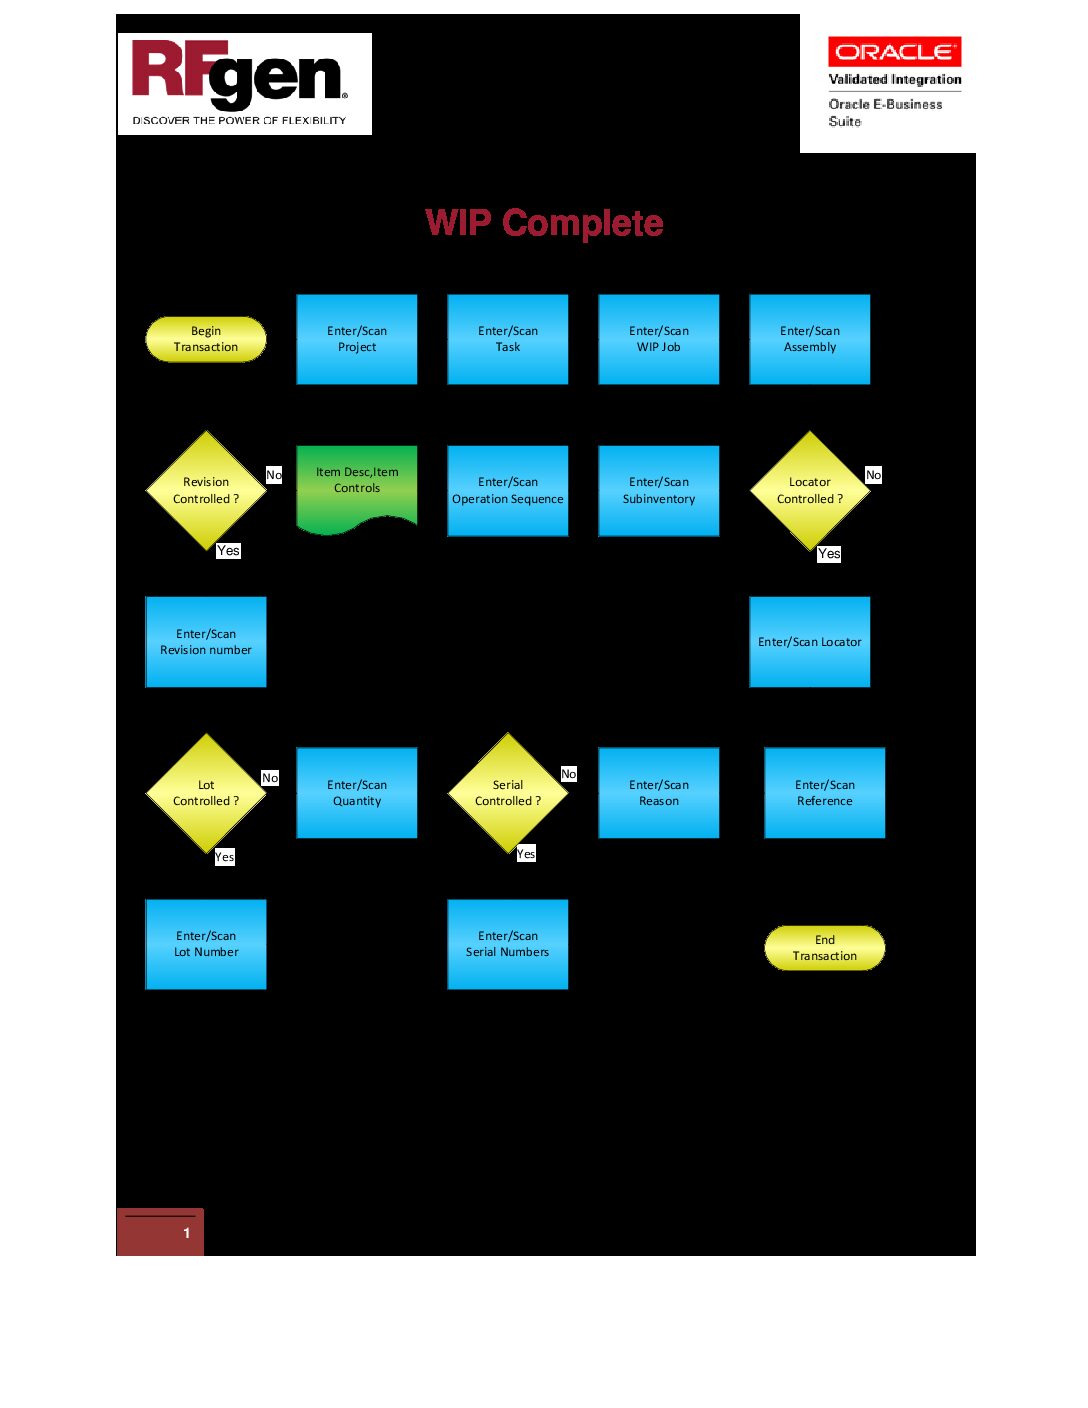 RFgen®
DISCOVER THE POWER OF FLEXIBILITY
ORACLE
Validated Integration
Oracle E-Business
Suite
WIP Complete
Begin
Transaction
Enter/Scan
Project
Enter/Scan
Task
Enter/Scan
WIP Job
Enter/Scan
Assembly
Revision
Controlled ?
No
Yes
Item Desc,Item
Controls
Enter/Scan
Operation Sequence
Enter/Scan
Subinventory
Locator
Controlled ?
No
Yes
Enter/Scan
Revision number
Enter/Scan Locator
Lot
Controlled ?
No
Yes
Enter/Scan
Quantity
Serial
Controlled ?
No
Yes
Enter/Scan
Reason
Enter/Scan
Reference
Enter/Scan
Lot Number
Enter/Scan
Serial Numbers
End
Transaction
1